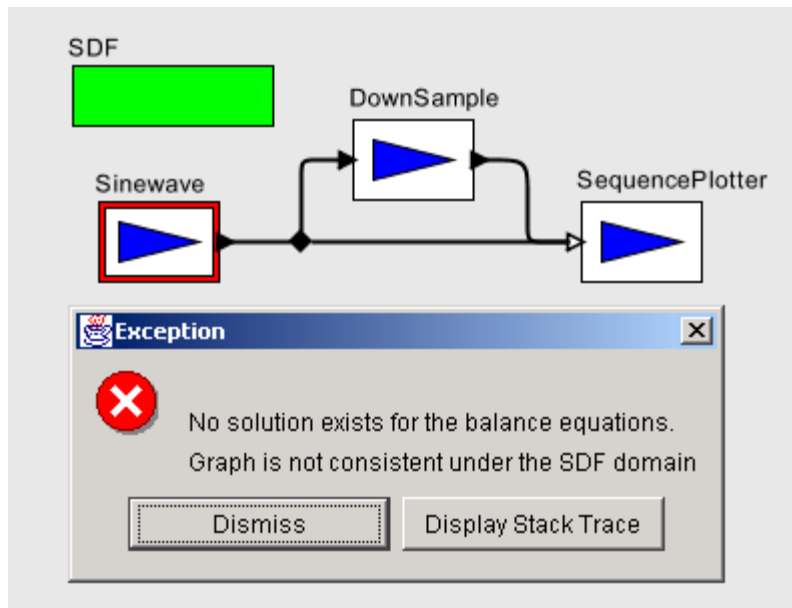 SDF
DownSample
Sinewave
SequencePlotter
Exception
No solution exists for the balance equations.
Graph is not consistent under the SDF domain
Dismiss
Display Stack Trace